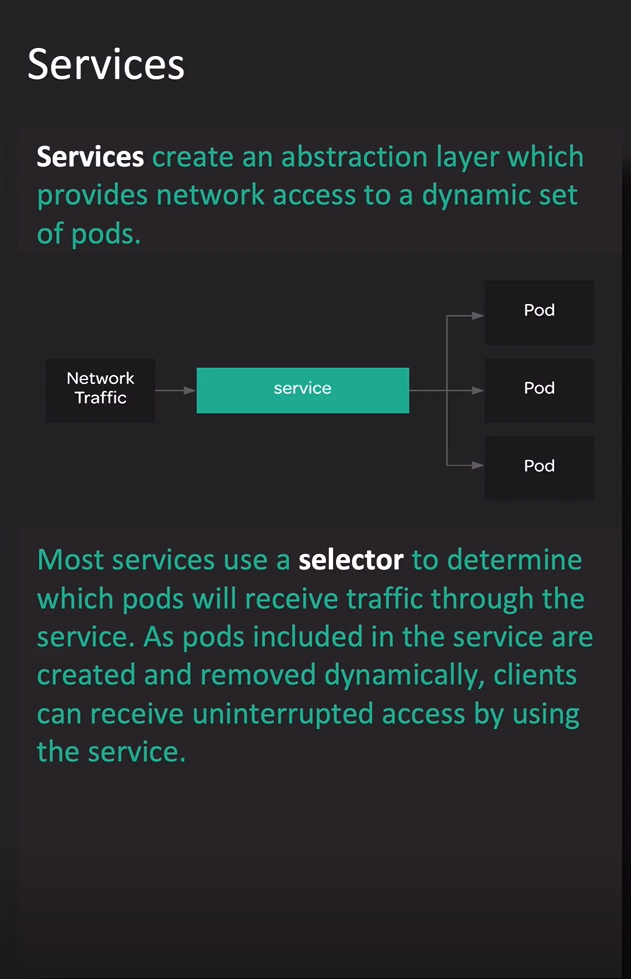 Services
Services create an abstraction layer which
provides network access to a dynamic set
of pods.
Pod
Network
Traffic
service
Pod
Pod
Most services use a selector to determine
which pods will receive traffic through the
service. As pods included in the service are
created and removed dynamically, clients
can receive uninterrupted access by using
the service.